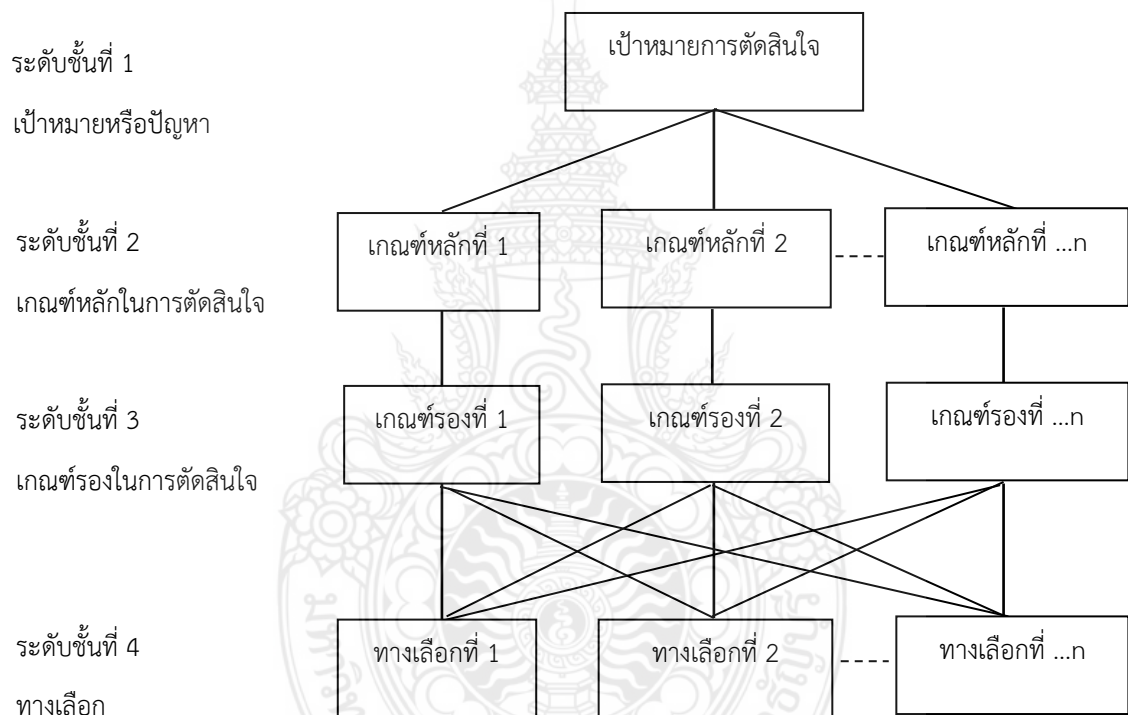 เป้าหมายการตัดสินใจ
ระดับชั้นที่ 1
เป้าหมายหรือปัญหา
ระดับชั้นที่ 2
เกณฑ์หลักในการตัดสินใจ
เกณฑ์หลักที่ 1
เกณฑ์หลักที่ 2
เกณฑ์หลักที่ ...n
ระดับชั้นที่ 3
เกณฑ์รองในการตัดสินใจ
เกณฑ์รองที่ 1
เกณฑ์รองที่ 2
เกณฑ์รองที่ ...n
ระดับชั้นที่ 4
ทางเลือก
ทางเลือกที่ 1
ทางเลือกที่ 2
ทางเลือกที่ ...n